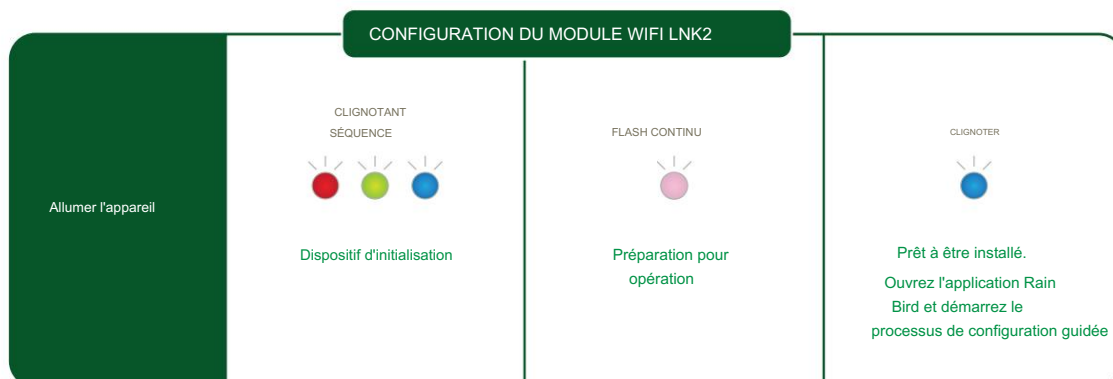 CONFIGURATION DU MODULE WIFI LNK2
Allumer l'appareil
CLIGNOTANT
SÉQUENCE
Dispositif d'initialisation
FLASH CONTINU
Préparation pour
opération
CLIGNOTER
Prêt à être installé.
Ouvrez l'application Rain
Bird et démarrez le
processus de configuration guidée